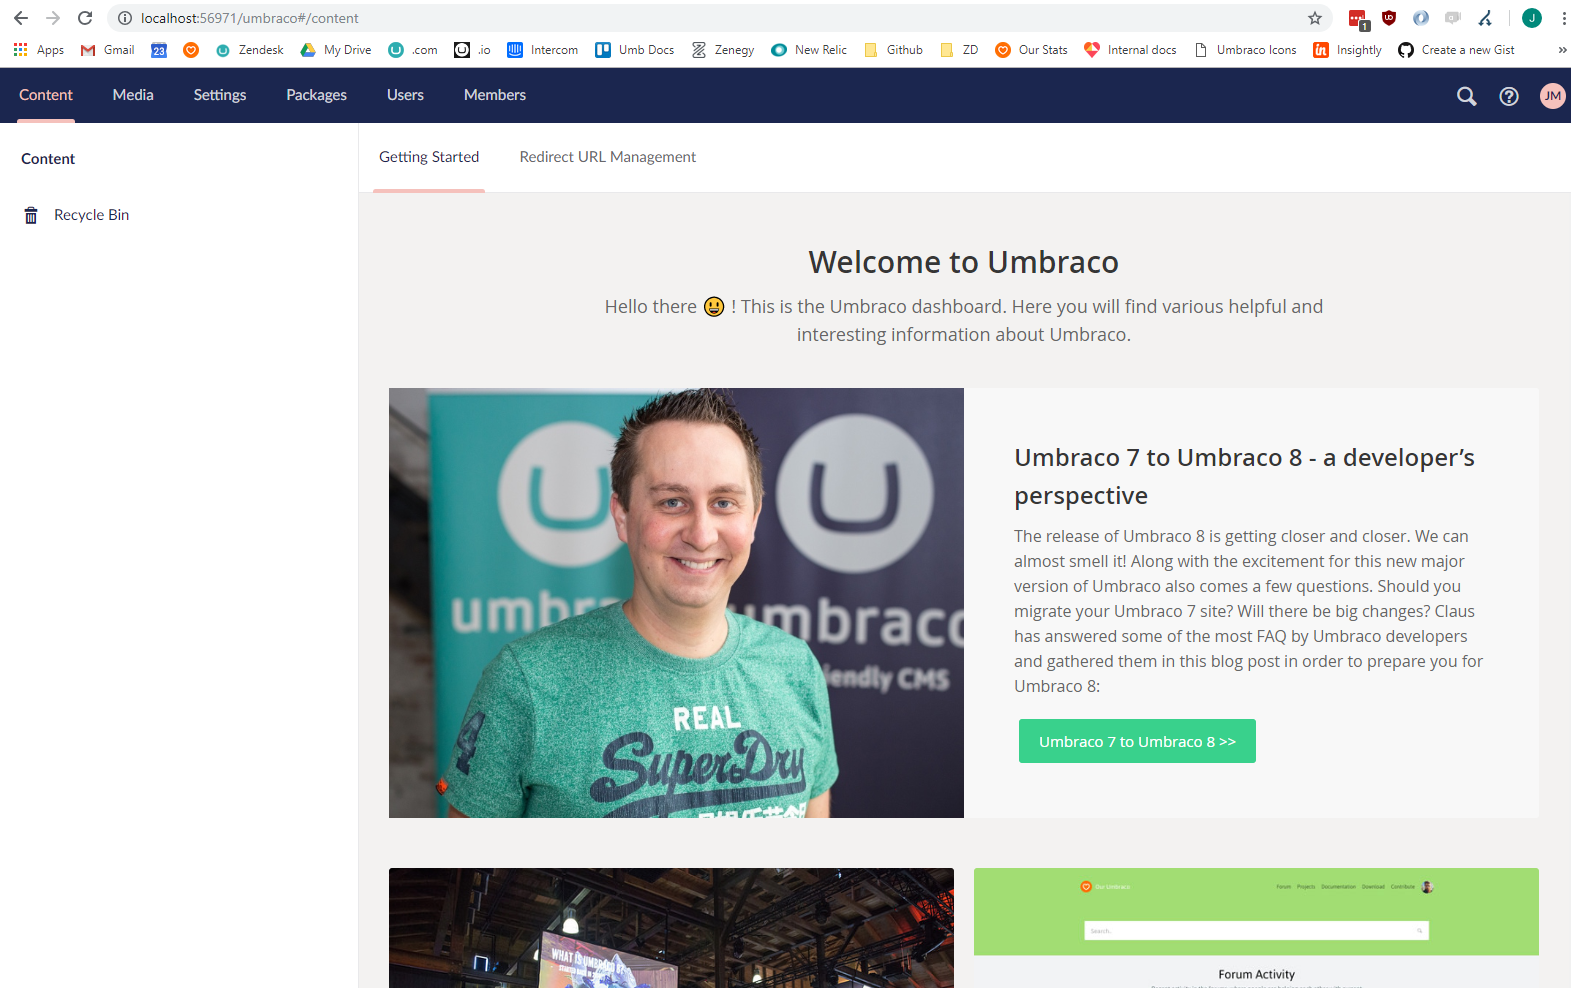 localhost:56971/umbraco#/content
1
J
Apps
Gmail
23
Zendesk
My Drive
.com
.io
Intercom
Umb Docs
Zenegy
New Relic
Github
ZD
Our Stats
Internal docs
Umbraco Icons
Insightly
Create a new Gist
»
Content
Media
Settings
Packages
Users
Members
JM
Content
Recycle Bin
Getting Started
Redirect URL Management
Welcome to Umbraco
Hello there 😃 ! This is the Umbraco dashboard. Here you will find various helpful and
interesting information about Umbraco.
umbr
umbraco
iendly CMS
REAL
SuperDry
4
Umbraco 7 to Umbraco 8 - a developer’s
perspective
The release of Umbraco 8 is getting closer and closer. We can
almost smell it! Along with the excitement for this new major
version of Umbraco also comes a few questions. Should you
migrate your Umbraco 7 site? Will there be big changes? Claus
has answered some of the most FAQ by Umbraco developers
and gathered them in this blog post in order to prepare you for
Umbraco 8:
Umbraco 7 to Umbraco 8 >>
WHAT IS UMBRACO 8?
Our Umbraco
Forum
Projects
Documentation
Download
Contribute
Search..
Forum Activity